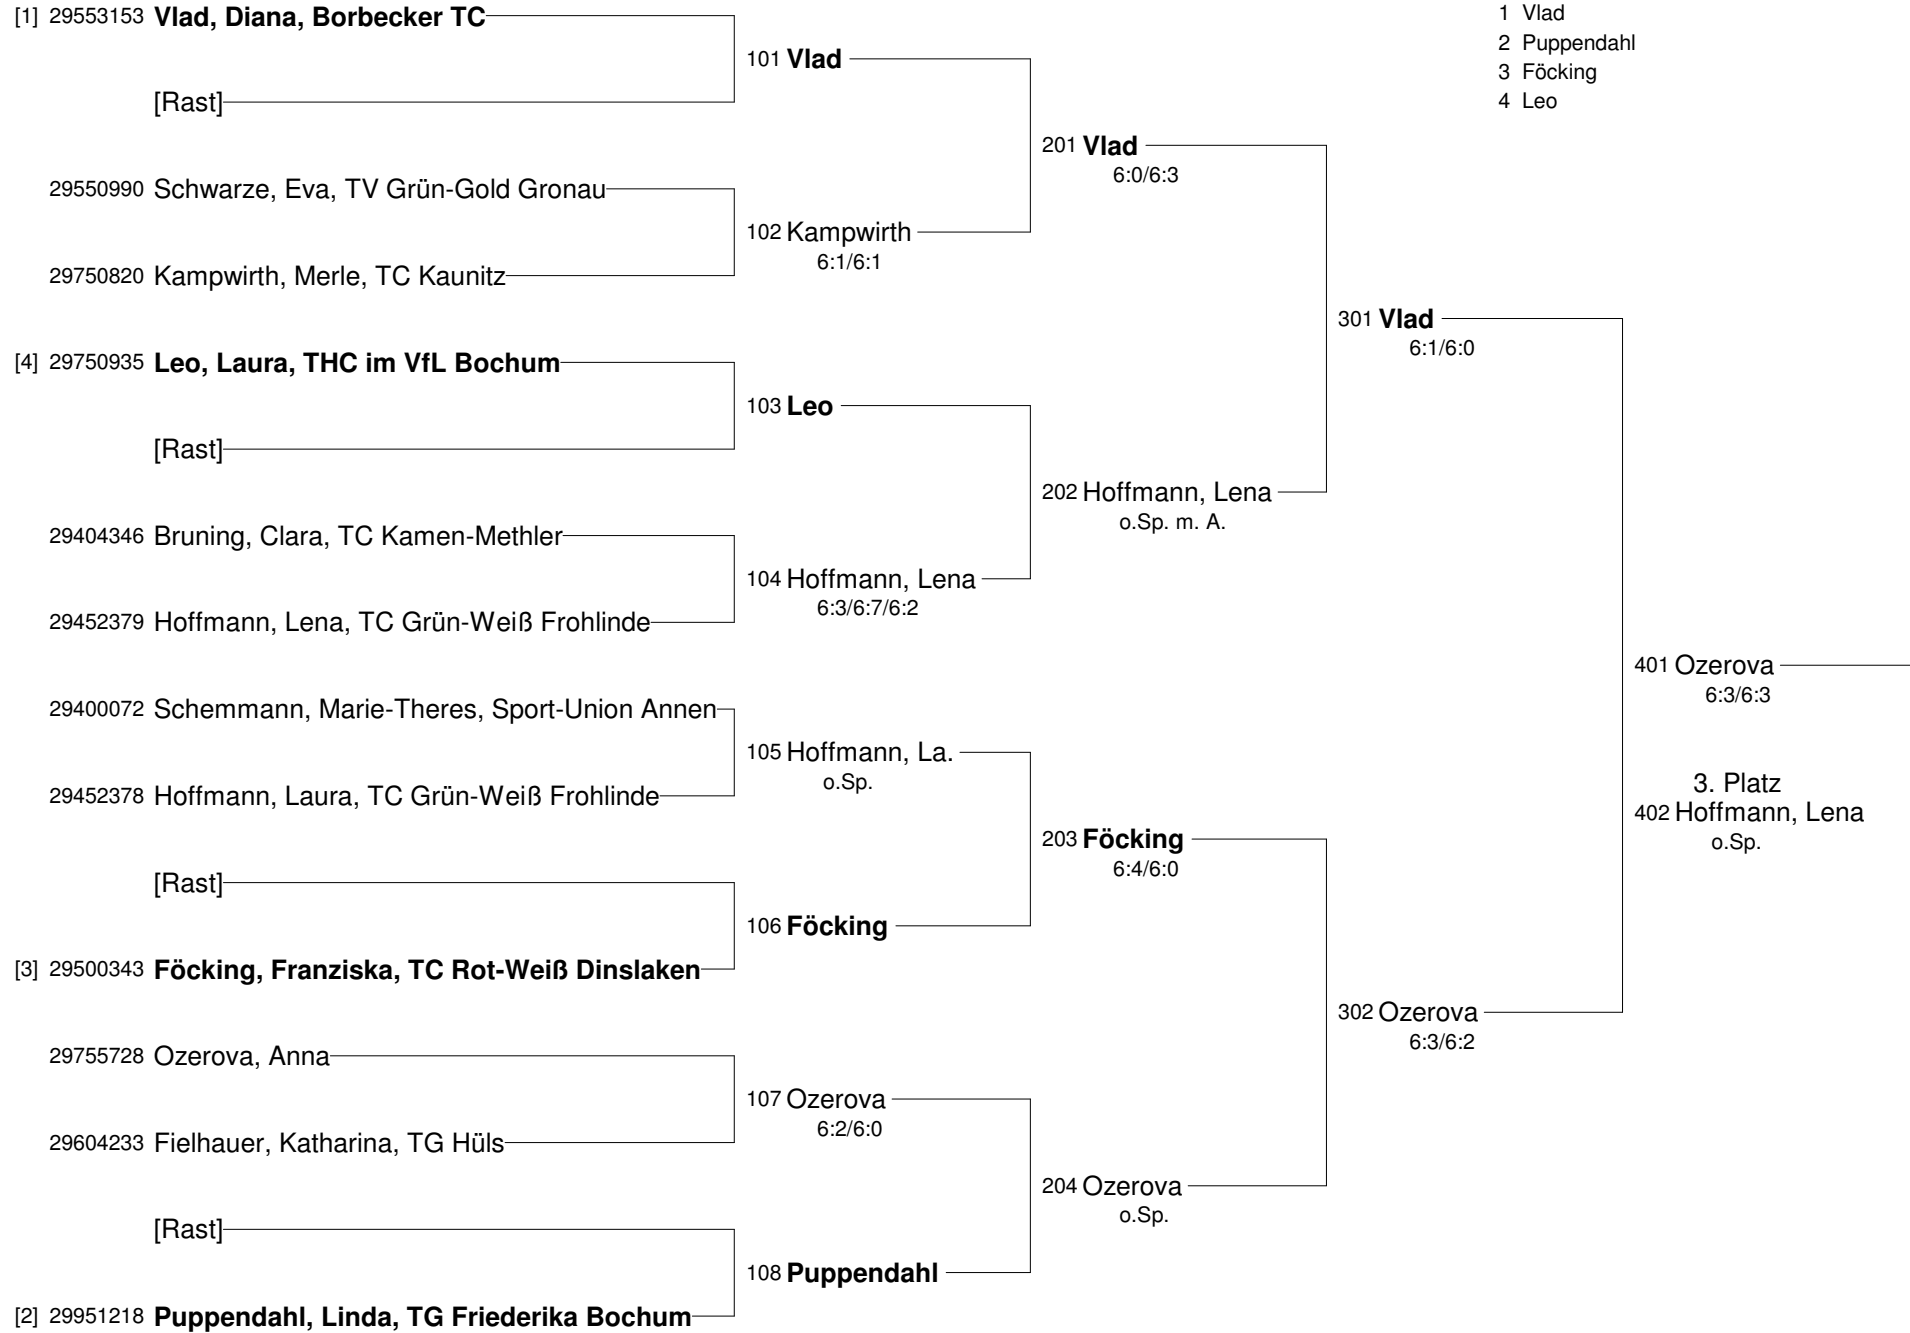 [1] 29553153 Vlad, Diana, Borbecker TC
[Rast]
29550990 Schwarze, Eva, TV Grün-Gold Gronau
29750820 Kampwirth, Merle, TC Kaunitz
[4] 29750935 Leo, Laura, THC im VfL Bochum
[Rast]
29404346 Bruning, Clara, TC Kamen-Methler
29452379 Hoffmann, Lena, TC Grün-Weiß Frohlinde
29400072 Schemmann, Marie-Theres, Sport-Union Annen
29452378 Hoffmann, Laura, TC Grün-Weiß Frohlinde
[Rast]
[3] 29500343 Föcking, Franziska, TC Rot-Weiß Dinslaken
29755728 Ozerova, Anna
29604233 Fielhauer, Katharina, TG Hüls
[Rast]
[2] 29951218 Puppendahl, Linda, TG Friederika Bochum
101 Vlad
102 Kampwirth
6:1/6:1
103 Leo
104 Hoffmann, Lena
6:3/6:7/6:2
105 Hoffmann, La.
o.Sp.
106 Föcking
107 Ozerova
6:2/6:0
108 Puppendahl
201 Vlad
6:0/6:3
202 Hoffmann, Lena
o.Sp. m. A.
203 Föcking
6:4/6:0
204 Ozerova
o.Sp.
301 Vlad
6:1/6:0
302 Ozerova
6:3/6:2
401 Ozerova
6:3/6:3
3. Platz
402 Hoffmann, Lena
o.Sp.
1 Vlad
2 Puppendahl
3 Föcking
4 Leo